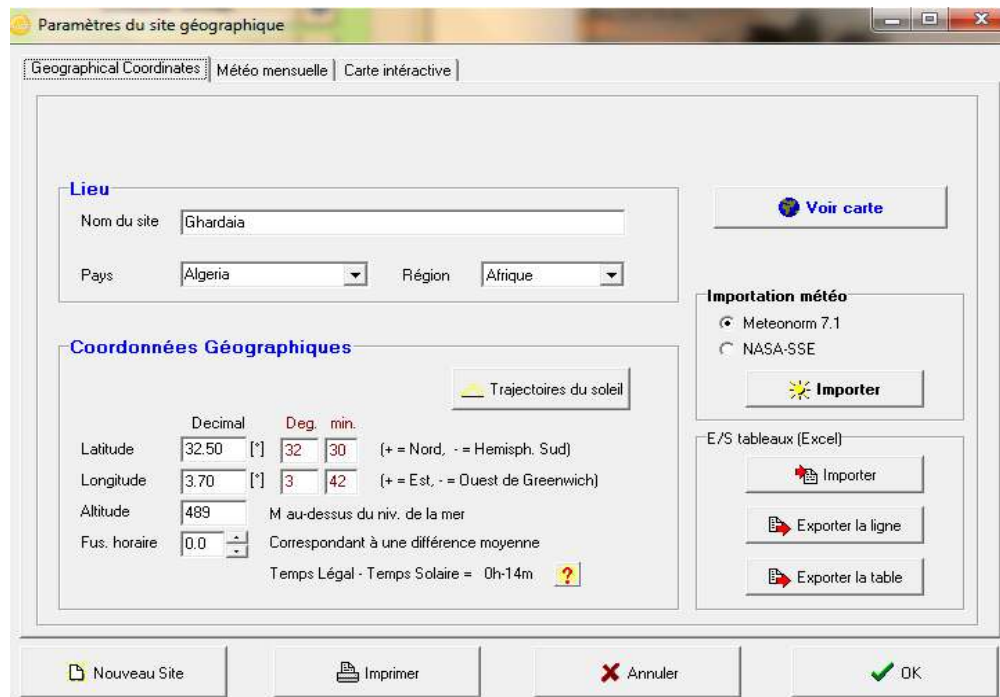 Paramètres du site géographique
Geographical Coordinates Météo mensuelle Carte intéractive
Lieu
Nom du site Ghardaia
Pays Algeria Région Afrique
Voir carte
Importation météo
Meteonorm 7.1
NASA-SSE
Importer
Coordonnées Géographiques
Trajectoires du soleil
Decimal Deg. min.
Latitude 32.50 [°] 32 30 (+ = Nord, - = Hemisph. Sud)
Longitude 3.70 [°] 3 42 (+ = Est, - = Ouest de Greenwich)
Altitude 489 M au-dessus du niv. de la mer
Fus. horaire 0.0 Correspondant à une différence moyenne
Temps Légal - Temps Solaire = 0h-14m ?
E/S tableaux (Excel)
Importer
Exporter la ligne
Exporter la table
Nouveau Site Imprimer Annuler OK